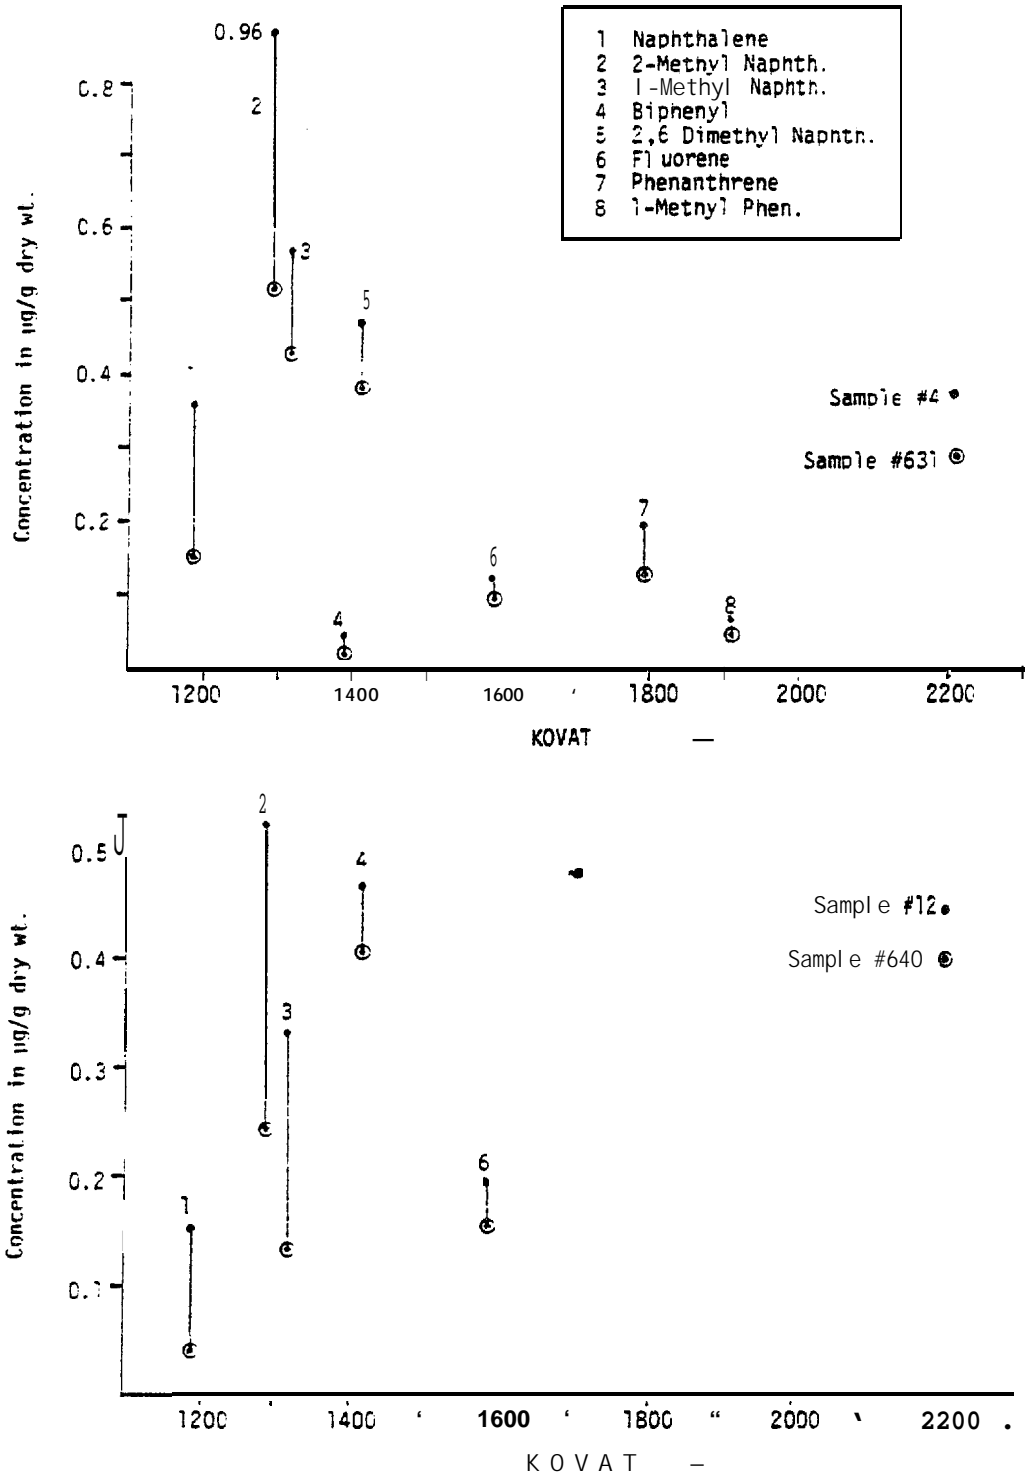 0.96
0.8
2
0.6
3
5
0.4
0.2
7
6
4
8
1 Naphthalene
2 2-Methyl Naphth.
3 l-Methyl Naphth.
4 Biphenyl
5 2,6 Dimethyl Naphth.
6 Fluorene
7 Phenanthrene
8 1-Methyl Phen.
Sample #4
Sample #631
Concentration in µg/g dry wt.
1200 1400 1600 1800 2000 2200
KOVAT —
2
0.5
4
Sample #12
Sample #640
0.4
3
0.3
0.2
6
1
0.1
Concentration in µg/g dry wt.
1200 1400 1600 1800 2000 2200
KOVAT —